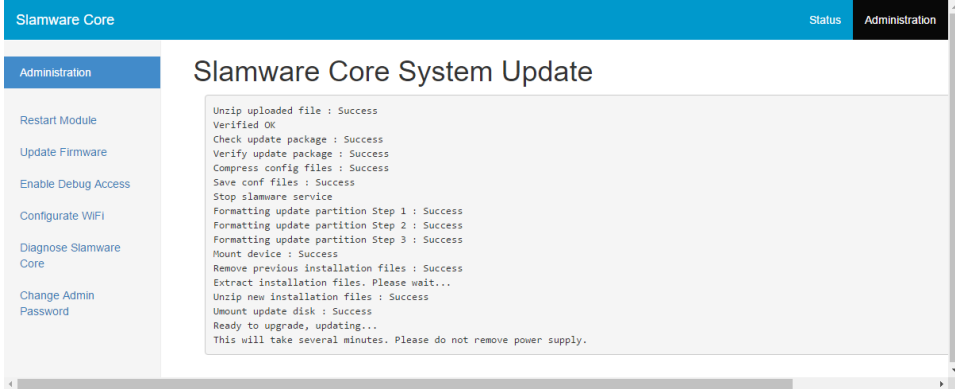 Slamware Core
Status
Administration
Administration
Restart Module
Update Firmware
Enable Debug Access
Configurate WiFi
Diagnose Slamware
Core
Change Admin
Password
Slamware Core System Update
Unzip uploaded file : Success
Verified OK
Check update package : Success
Verify update package : Success
Compress config files : Success
Save conf files : Success
Stop slamware service
Formatting update partition Step 1 : Success
Formatting update partition Step 2 : Success
Formatting update partition Step 3 : Success
Mount device : Success
Remove previous installation files : Success
Extract installation files. Please wait...
Unzip new installation files : Success
Umount update disk : Success
Ready to upgrade, updating...
This will take several minutes. Please do not remove power supply.